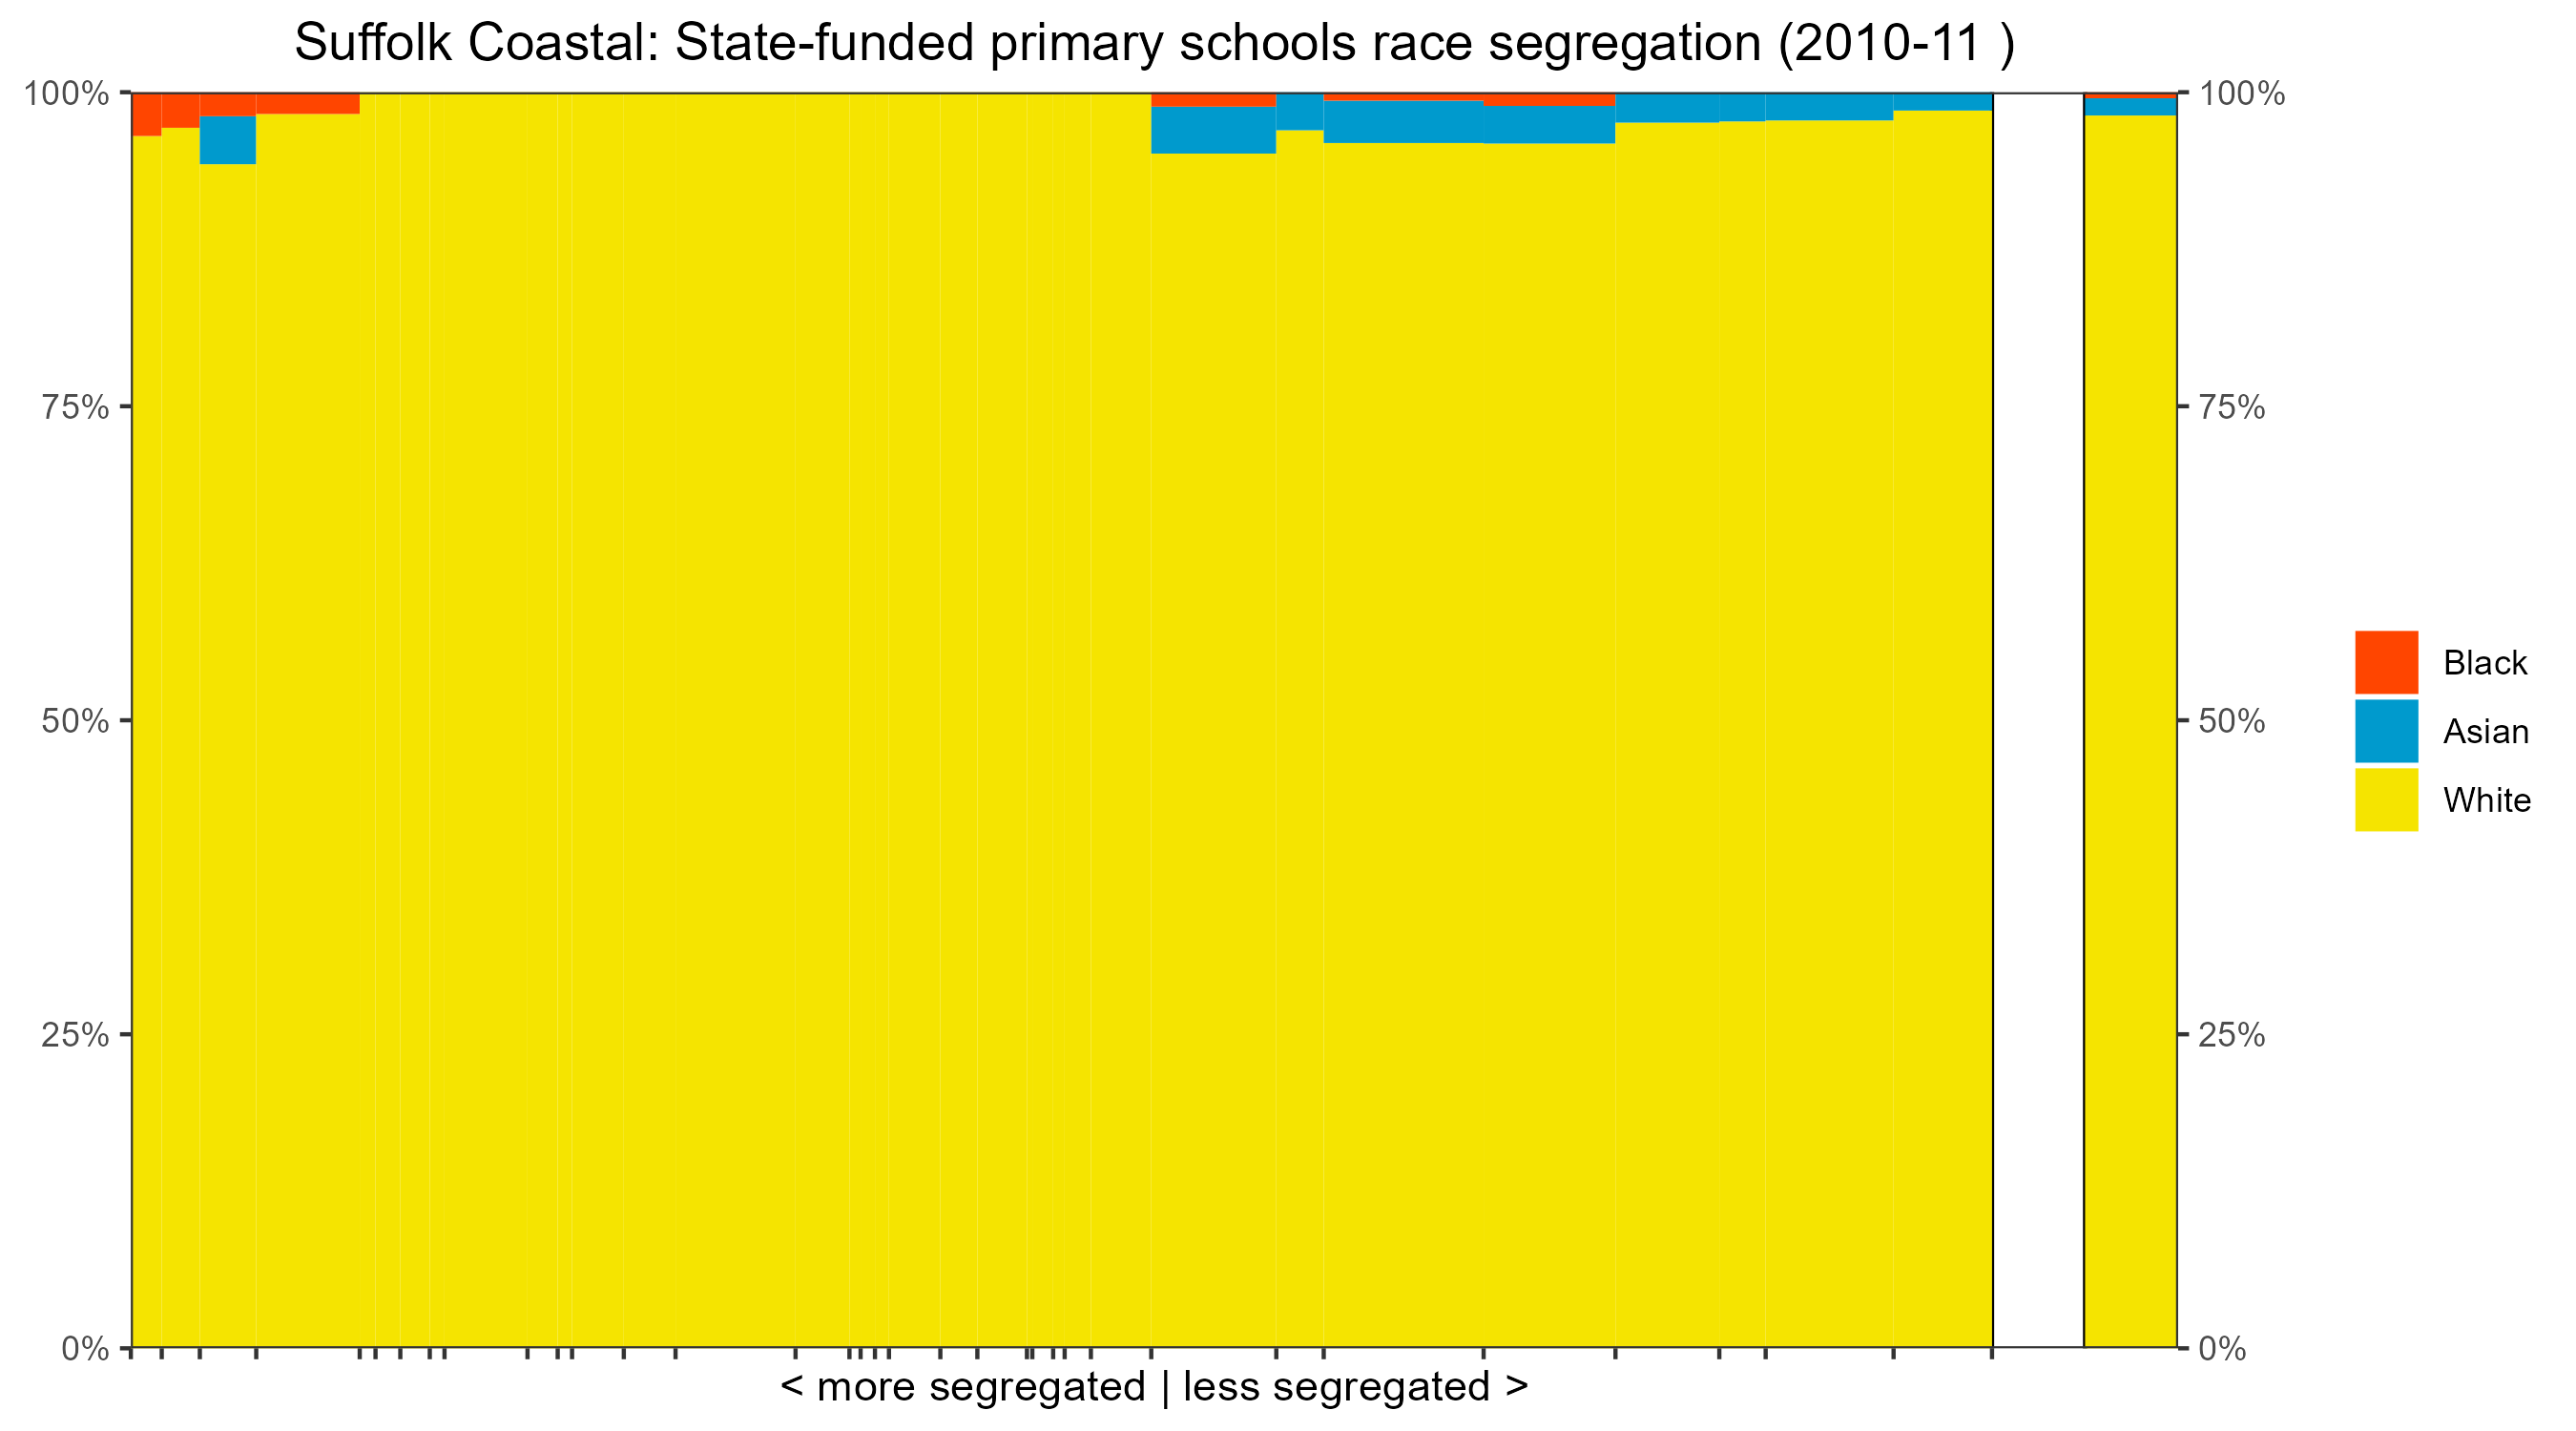 Suffolk Coastal: State-funded primary schools race segregation (2010-11 )
100%
75%
50%
25%
0%
100%
75%
50%
25%
0%
< more segregated | less segregated >
Black
Asian
White